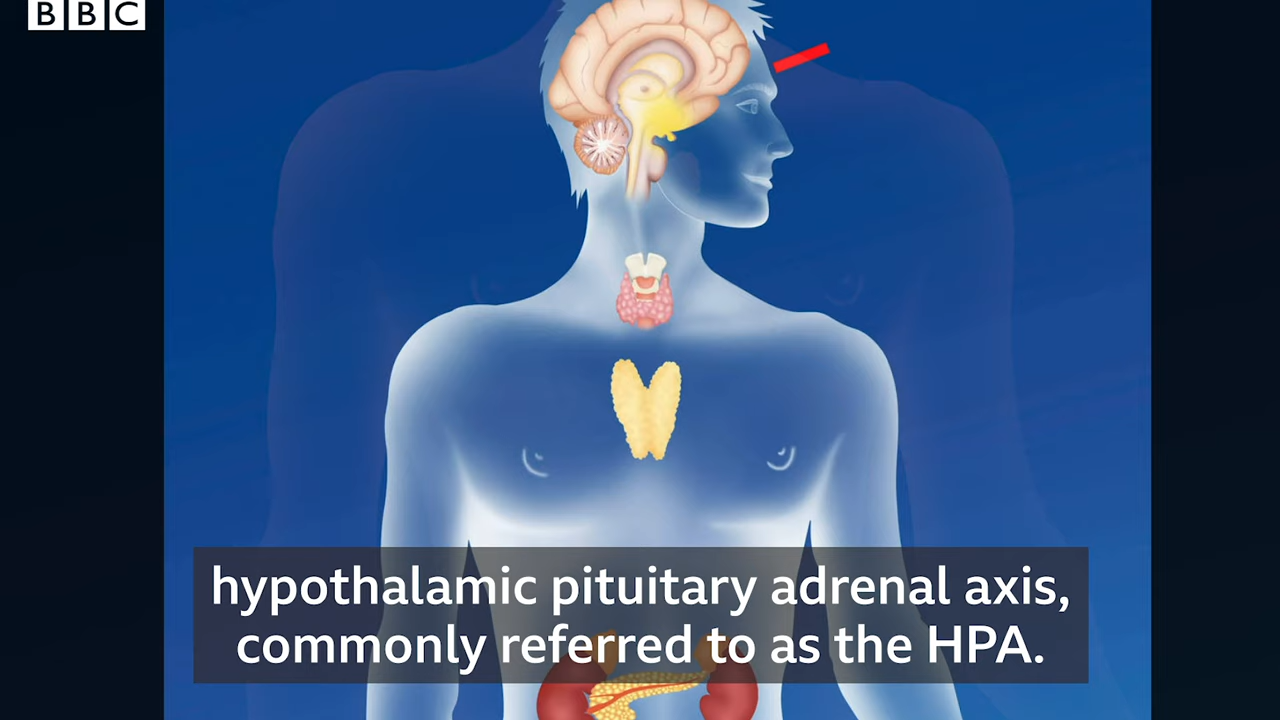 BBC
hypothalamic pituitary adrenal axis,
commonly referred to as the HPA.